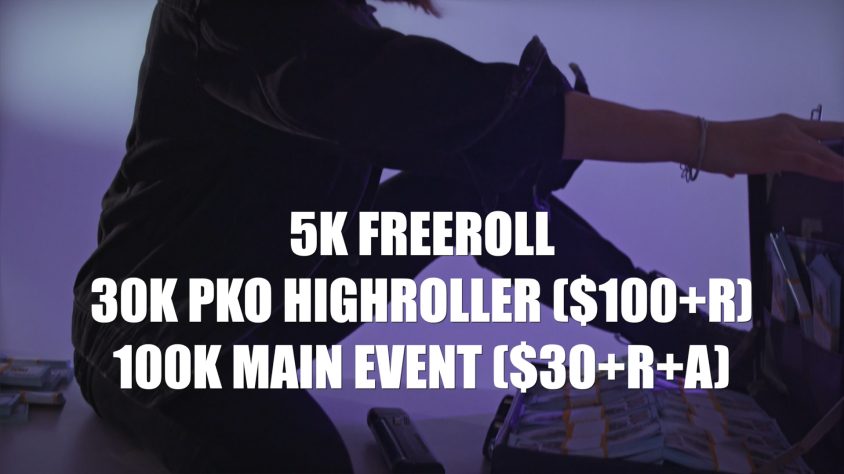 5K FREEROLL
30K PKO HIGHROLLER ($100+R)
100K MAIN EVENT ($30+R+A)